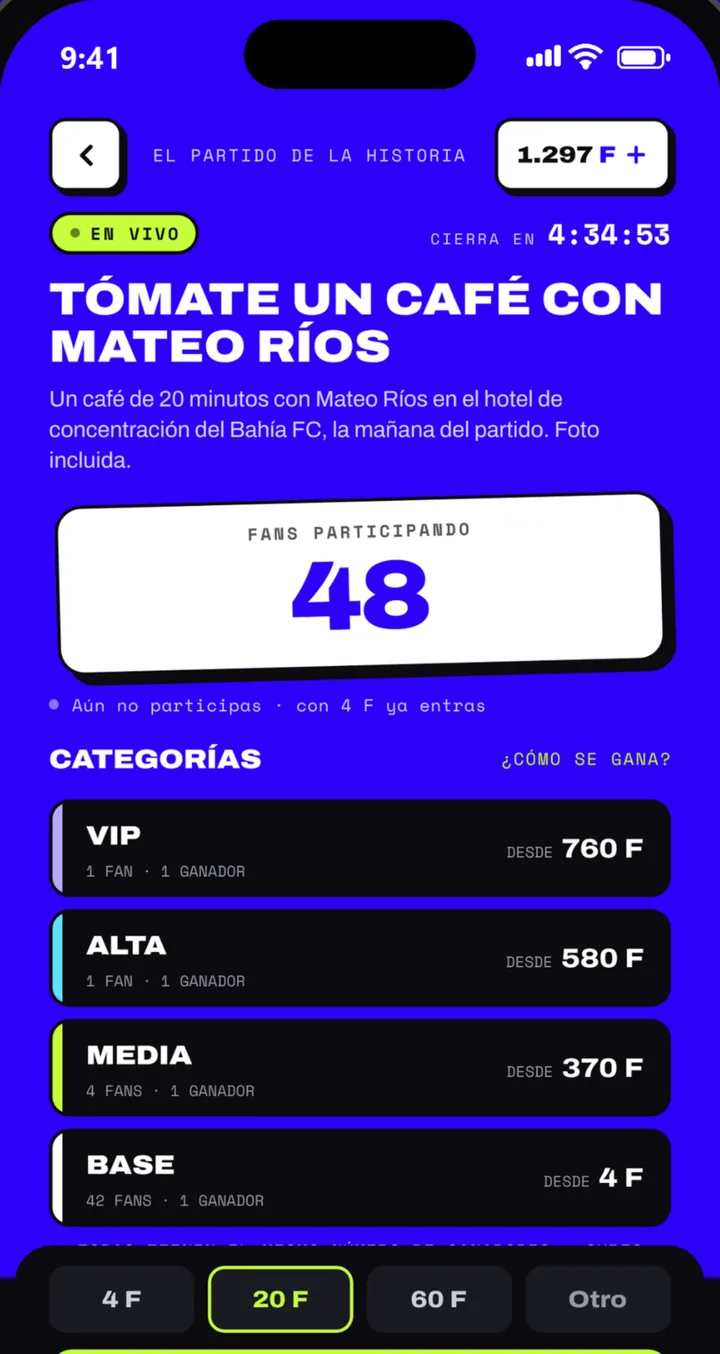 9:41
EL PARTIDO DE LA HISTORIA
1.297 F +
EN VIVO
CIERRA EN 4:34:53
TÓMATE UN CAFÉ CON
MATEO RÍOS
Un café de 20 minutos con Mateo Ríos en el hotel de
concentración del Bahía FC, la mañana del partido. Foto
incluida.
FANS PARTICIPANDO
48
Aún no participas · con 4 F ya entras
CATEGORÍAS
¿CÓMO SE GANA?
VIP
1 FAN · 1 GANADOR
DESDE 760 F
ALTA
1 FAN · 1 GANADOR
DESDE 580 F
MEDIA
4 FANS · 1 GANADOR
DESDE 370 F
BASE
42 FANS · 1 GANADOR
DESDE 4 F
4 F
20 F
60 F
Otro